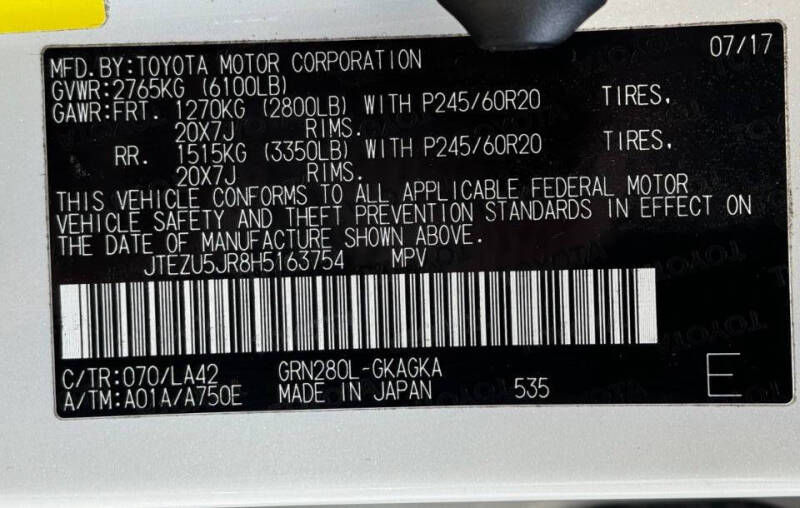 07/17
MFD.BY:TOYOTA MOTOR CORPORATION
GVWR:2765KG (6100LB)
GAWR:FRT. 1270KG (2800LB) WITH P245/60R20 TIRES,
20X7J RIMS.
RR. 1515KG (3350LB) WITH P245/60R20 TIRES,
20X7J RIMS.
THIS VEHICLE CONFORMS TO ALL APPLICABLE FEDERAL MOTOR
VEHICLE SAFETY AND THEFT PREVENTION STANDARDS IN EFFECT ON
THE DATE OF MANUFACTURE SHOWN ABOVE.
JTEZU5JR8H5163754 MPV
C/TR:070/LA42 GRN280L-GKAGKA
A/TM:A01A/A750E MADE IN JAPAN 535 E